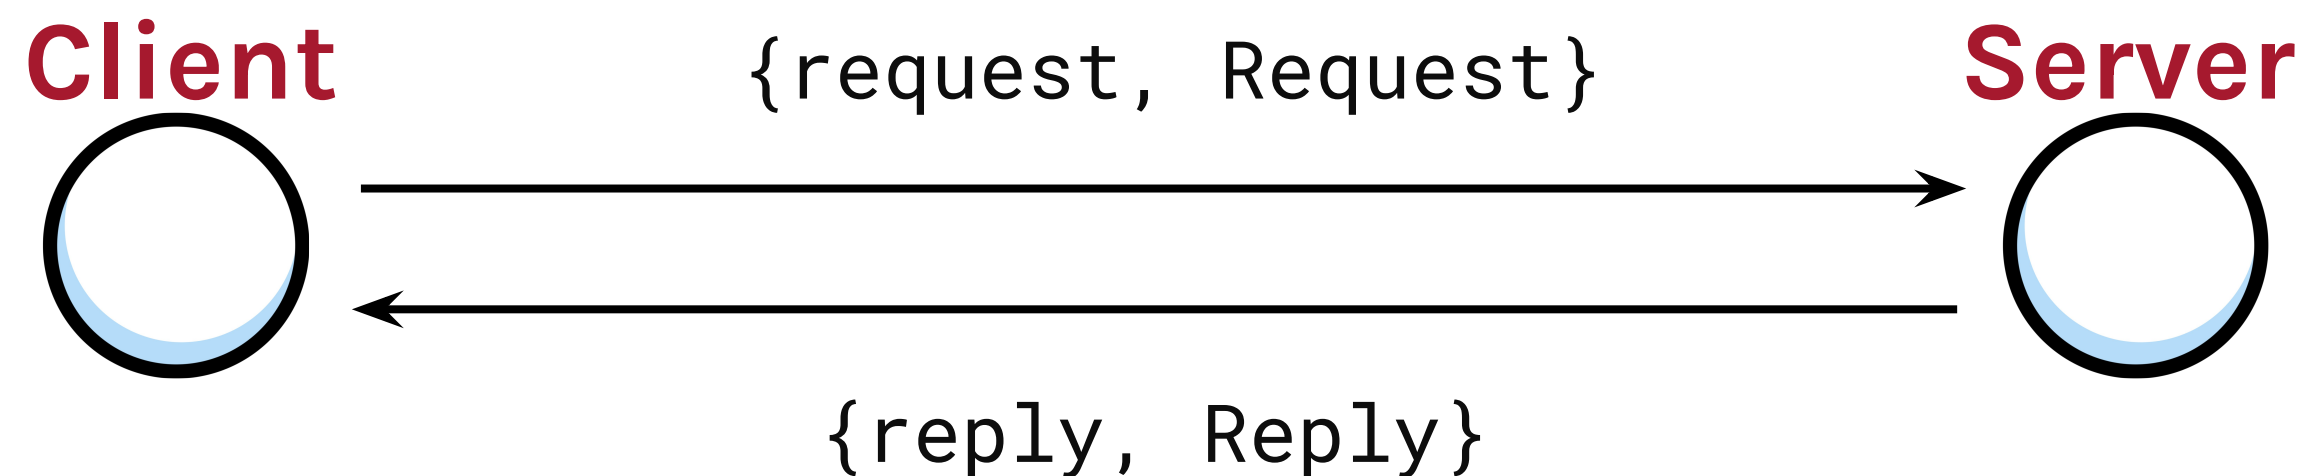 Client
{request, Request}
Server
{reply, Reply}